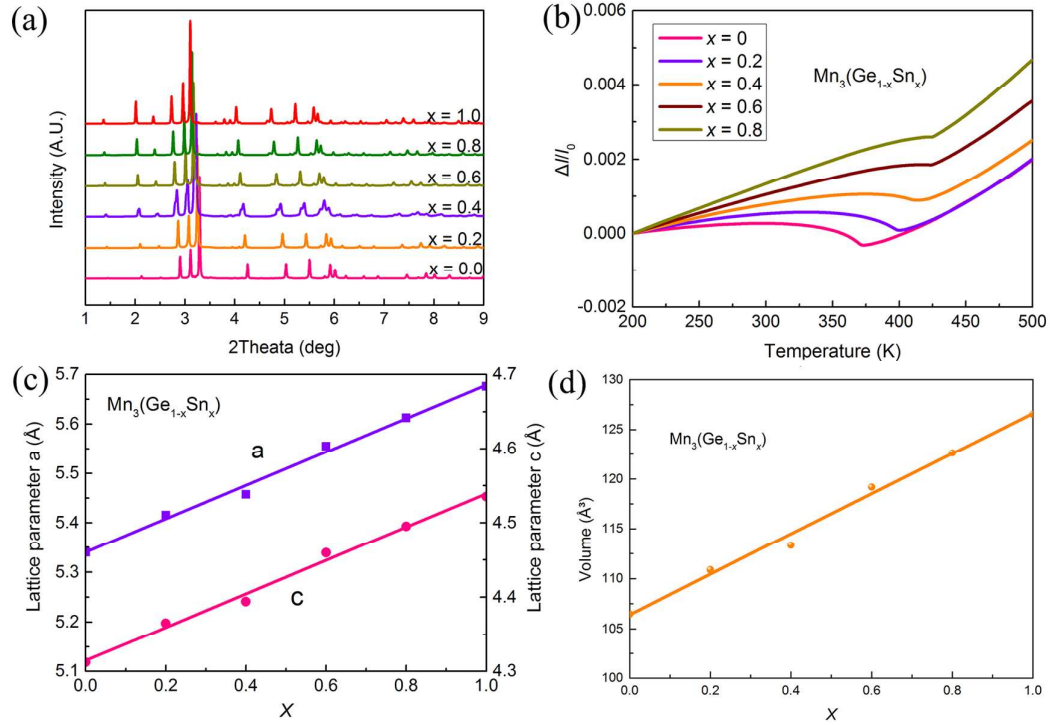 (a)
Intensity (A.U.)
x = 1.0
x = 0.8
x = 0.6
x = 0.4
x = 0.2
x = 0.0
1 2 3 4 5 6 7 8 9
2Theata (deg)
(b)
0.006
0.004
0.002
0.000
-0.002
Δl/l₀
x = 0
x = 0.2
x = 0.4
x = 0.6
x = 0.8
Mn₃(Ge₁₋ₓSnₓ)
200 250 300 350 400 450 500
Temperature (K)
(c)
5.7
5.6
5.5
5.4
5.3
5.2
5.1
Lattice parameter a (Å)
Mn₃(Ge₁₋ₓSnₓ)
a
c
4.7
4.6
4.5
4.4
4.3
Lattice parameter c (Å)
0.0 0.2 0.4 0.6 0.8 1.0
X
(d)
130
125
120
115
110
105
100
Volume (Å³)
Mn₃(Ge₁₋ₓSnₓ)
0.0 0.2 0.4 0.6 0.8 1.0
X